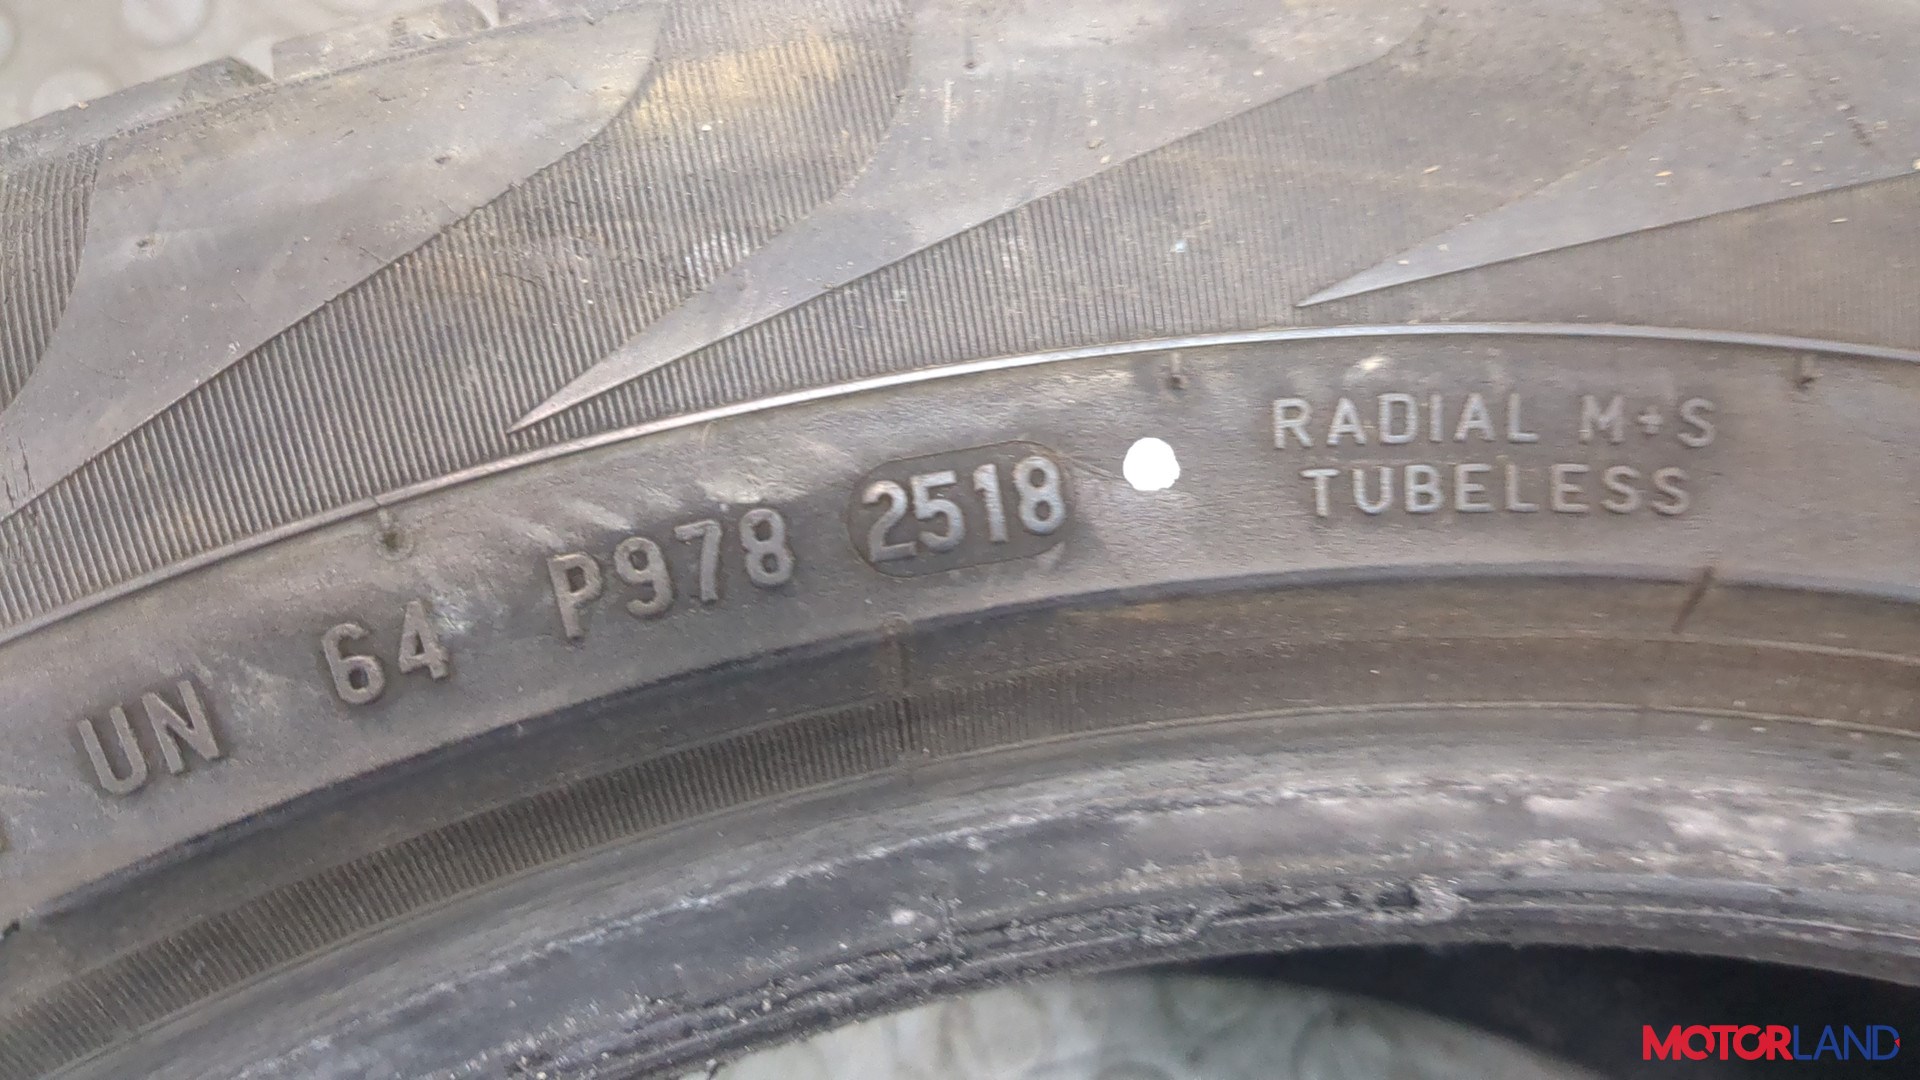 UN 64 P978 2518
RADIAL M+S
TUBELESS
MOTORLAND